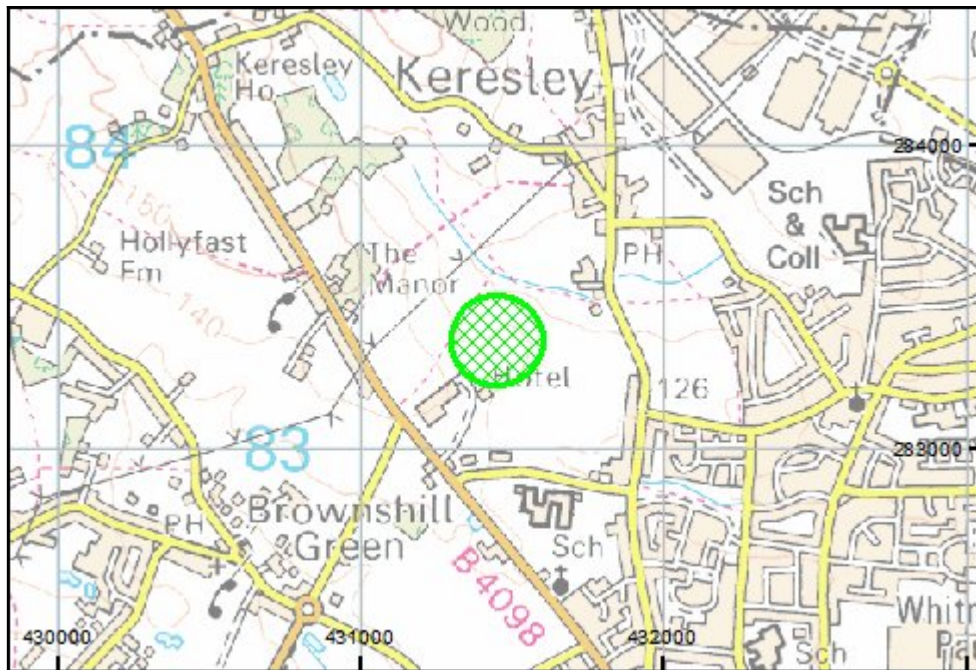 Wood
Keresley
Ho
Keresley
84
284000
Sch
&
Coll
150
Hollyfast
Fm
The
Manor
PH
140
Hotel
126
83
283000
Brownshill
Green
PH
Sch
B 4098
Whit
Pa
430000
431000
432000
Sch